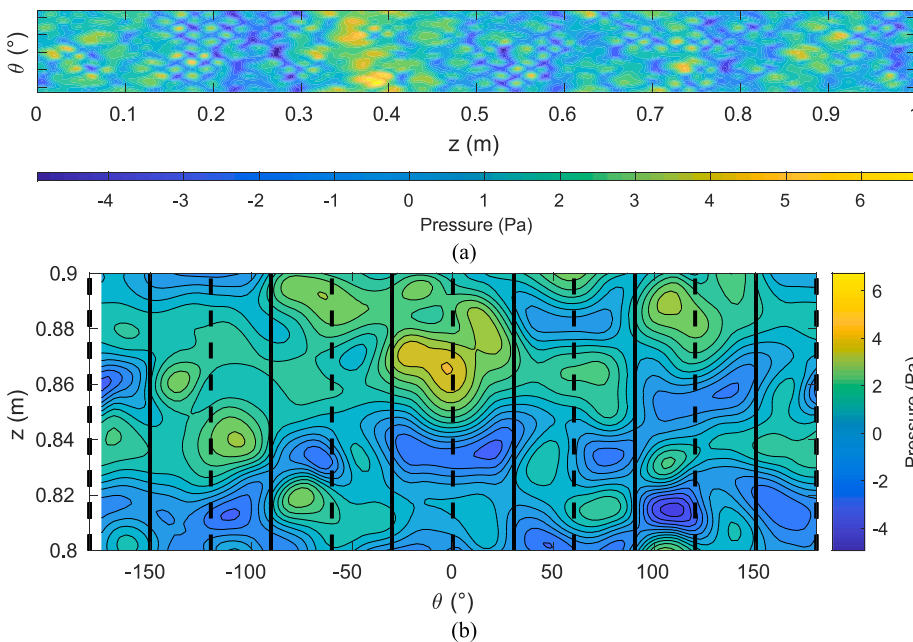 θ (°)
0 0.1 0.2 0.3 0.4 0.5 0.6 0.7 0.8 0.9
z (m)
-4 -3 -2 -1 0 1 2 3 4 5 6
Pressure (Pa)
(a)
0.9
0.88
0.86
0.84
0.82
0.8
z (m)
-150 -100 -50 0 50 100 150
θ (°)
6
4
2
0
-2
-4
Pressure (Pa)
(b)